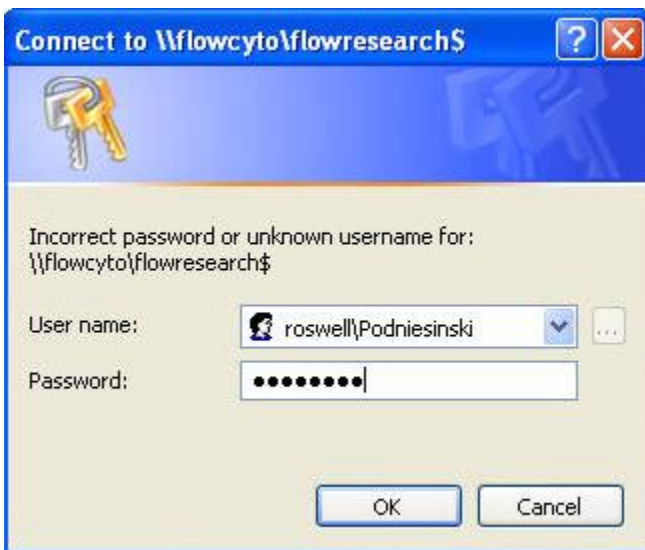 Connect to \\flowcyto\flowresearch$
Incorrect password or unknown username for:
\\flowcyto\flowresearch$
User name: roswell\Podniesinski ...
Password: ••••••••
OK Cancel